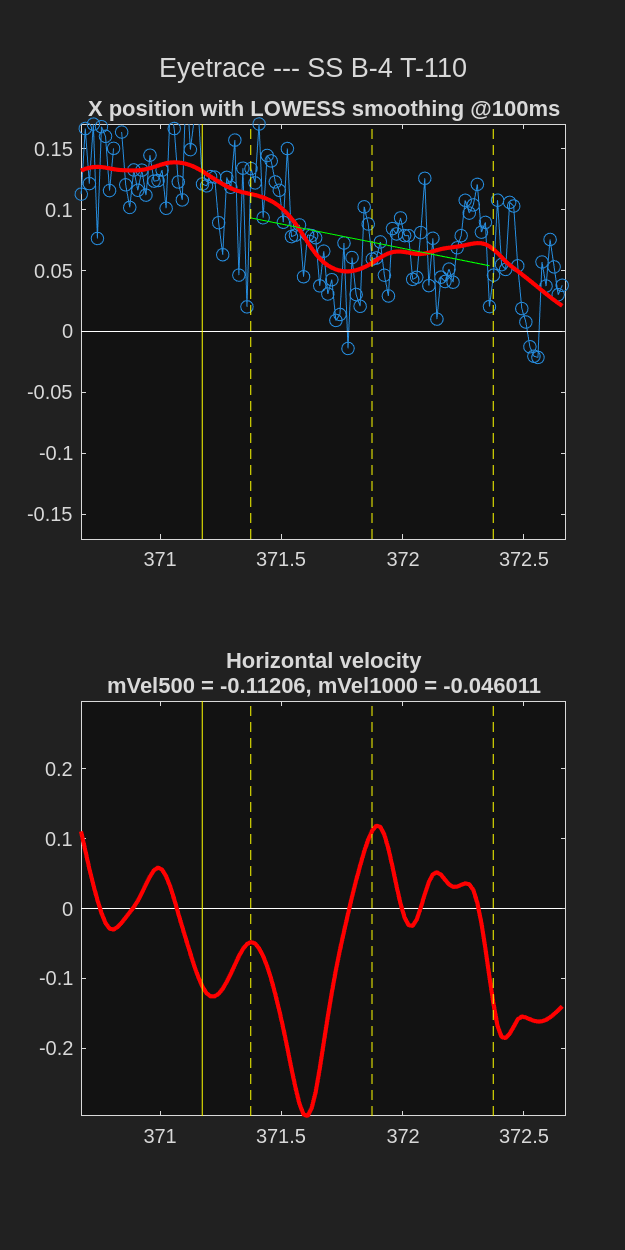 Eyetrace --- SS B-4 T-110
X position with LOWESS smoothing @100ms
0.15
0.1
0.05
0
-0.05
-0.1
-0.15
371 371.5 372 372.5
Horizontal velocity
mVel500 = -0.11206, mVel1000 = -0.046011
0.2
0.1
0
-0.1
-0.2
371 371.5 372 372.5